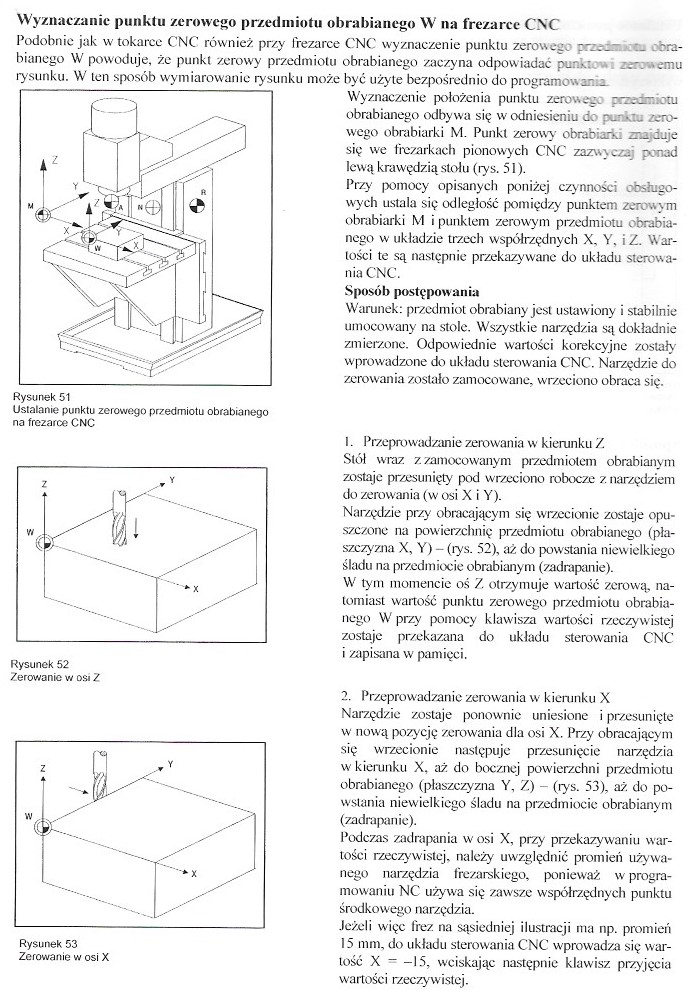 Wyznaczanie punktu zerowego przedmiotu obrabianego W na frezarce CNC
Podobnie jak w tokarce CNC również przy frezarce CNC wyznaczenie punktu zerowego przedmiotu obra-
bianego W powoduje, że punkt zerowy przedmiotu obrabianego zaczyna odpowiadać punktowi zerowemu
rysunku. W ten sposób wymiarowanie rysunku może być użyte bezpośrednio do programowania.
Z
Y
M
X
Z
A
N
R
Y
W
X
Rysunek 51
Ustalanie punktu zerowego przedmiotu obrabianego
na frezarce CNC
Wyznaczenie położenia punktu zerowego przedmiotu
obrabianego odbywa się w odniesieniu do punktu zero-
wego obrabiarki M. Punkt zerowy obrabiarki znajduje
się we frezarkach pionowych CNC zazwyczaj ponad
lewą krawędzią stołu (rys. 51).
Przy pomocy opisanych poniżej czynności obsługo-
wych ustala się odległość pomiędzy punktem zerowym
obrabiarki M i punktem zerowym przedmiotu obrabia-
nego w układzie trzech współrzędnych X, Y, i Z. War-
tości te są następnie przekazywane do układu sterowa-
nia CNC.
Sposób postępowania
Warunek: przedmiot obrabiany jest ustawiony i stabilnie
umocowany na stole. Wszystkie narzędzia są dokładnie
zmierzone. Odpowiednie wartości korekcyjne zostały
wprowadzone do układu sterowania CNC. Narzędzie do
zerowania zostało zamocowane, wrzeciono obraca się.
Z
Y
W
X
Rysunek 52
Zerowanie w osi Z
1. Przeprowadzanie zerowania w kierunku Z
Stół wraz z zamocowanym przedmiotem obrabianym
zostaje przesunięty pod wrzeciono robocze z narzędziem
do zerowania (w osi X i Y).
Narzędzie przy obracającym się wrzecionie zostaje opu-
szczone na powierzchnię przedmiotu obrabianego (pła-
szczyzna X, Y) – (rys. 52), aż do powstania niewielkiego
śladu na przedmiocie obrabianym (zadrapanie).
W tym momencie oś Z otrzymuje wartość zerową, na-
tomiast wartość punktu zerowego przedmiotu obrabia-
nego W przy pomocy klawisza wartości rzeczywistej
zostaje przekazana do układu sterowania CNC
i zapisana w pamięci.
Z
Y
W
X
Rysunek 53
Zerowanie w osi X
2. Przeprowadzanie zerowania w kierunku X
Narzędzie zostaje ponownie uniesione i przesunięte
w nową pozycję zerowania dla osi X. Przy obracającym
się wrzecionie następuje przesunięcie narzędzia
w kierunku X, aż do bocznej powierzchni przedmiotu
obrabianego (płaszczyzna Y, Z) – (rys. 53), aż do po-
wstania niewielkiego śladu na przedmiocie obrabianym
(zadrapanie).
Podczas zadrapania w osi X, przy przekazywaniu war-
tości rzeczywistej, należy uwzględnić promień używa-
nego narzędzia frezarskiego, ponieważ w progra-
mowaniu NC używa się zawsze współrzędnych punktu
środkowego narzędzia.
Jeżeli więc frez na sąsiedniej ilustracji ma np. promień
15 mm, do układu sterowania CNC wprowadza się war-
tość X = –15, wciskając następnie klawisz przyjęcia
wartości rzeczywistej.